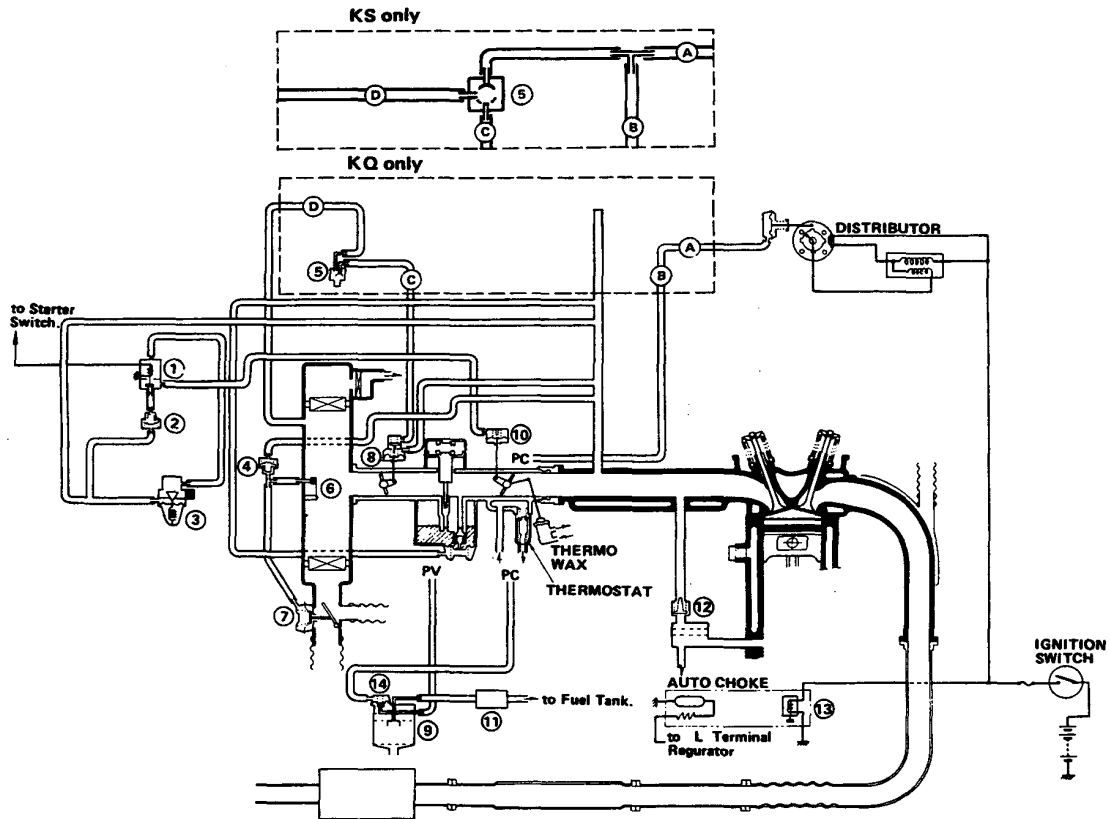 KS only
A
D
5
C
B
KQ only
D
A
DISTRIBUTOR
5
C
B
to Starter
Switch.
1
2
4
8
10
PC
6
3
THERMO
WAX
PV
PC
THERMOSTAT
7
12
IGNITION
SWITCH
AUTO CHOKE
14
to Fuel Tank.
13
9
11
to L Terminal
Regurator